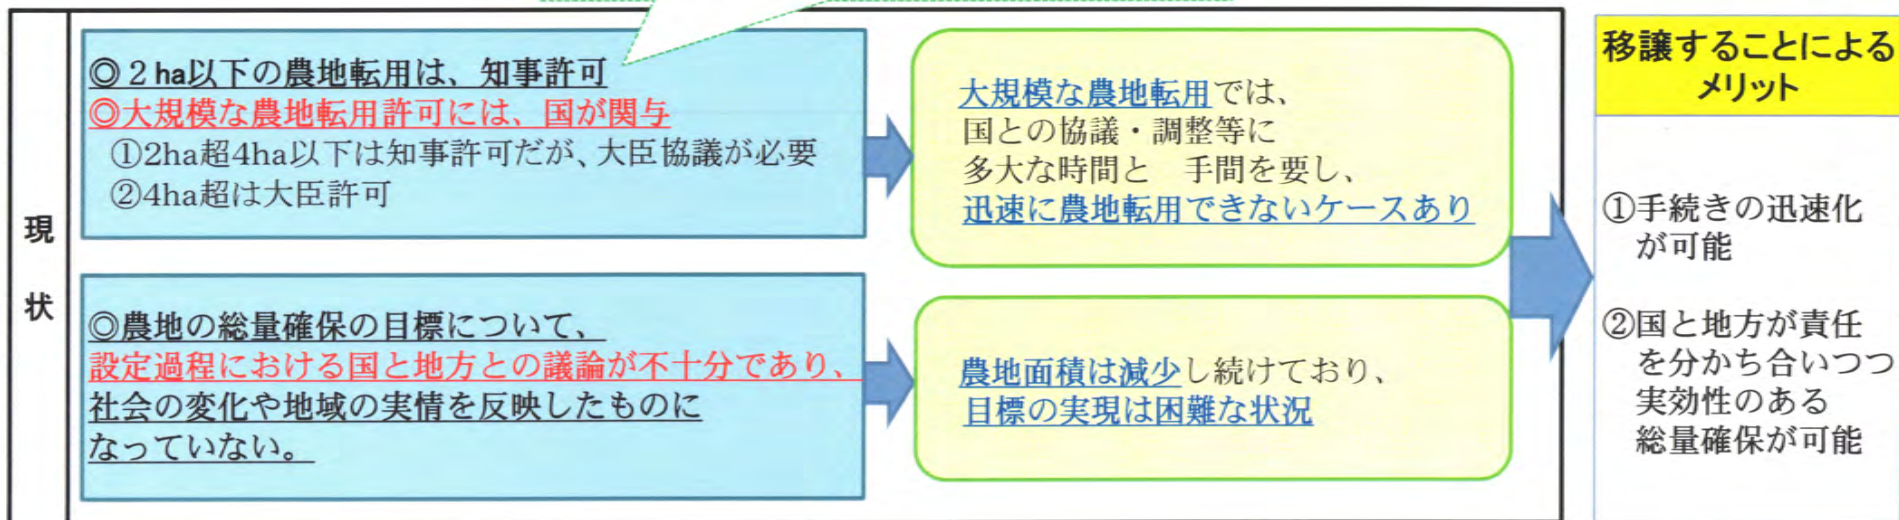 現状
◎2ha以下の農地転用は、知事許可
◎大規模な農地転用許可には、国が関与
①2ha超4ha以下は知事許可だが、大臣協議が必要
②4ha超は大臣許可
大規模な農地転用では、
国との協議・調整等に
多大な時間と　手間を要し、
迅速に農地転用できないケースあり
◎農地の総量確保の目標について、
設定過程における国と地方との議論が不十分であり、
社会の変化や地域の実情を反映したものに
なっていない。
農地面積は減少し続けており、
目標の実現は困難な状況
移譲することによる
メリット
①手続きの迅速化
が可能
②国と地方が責任
を分かち合いつつ
実効性のある
総量確保が可能